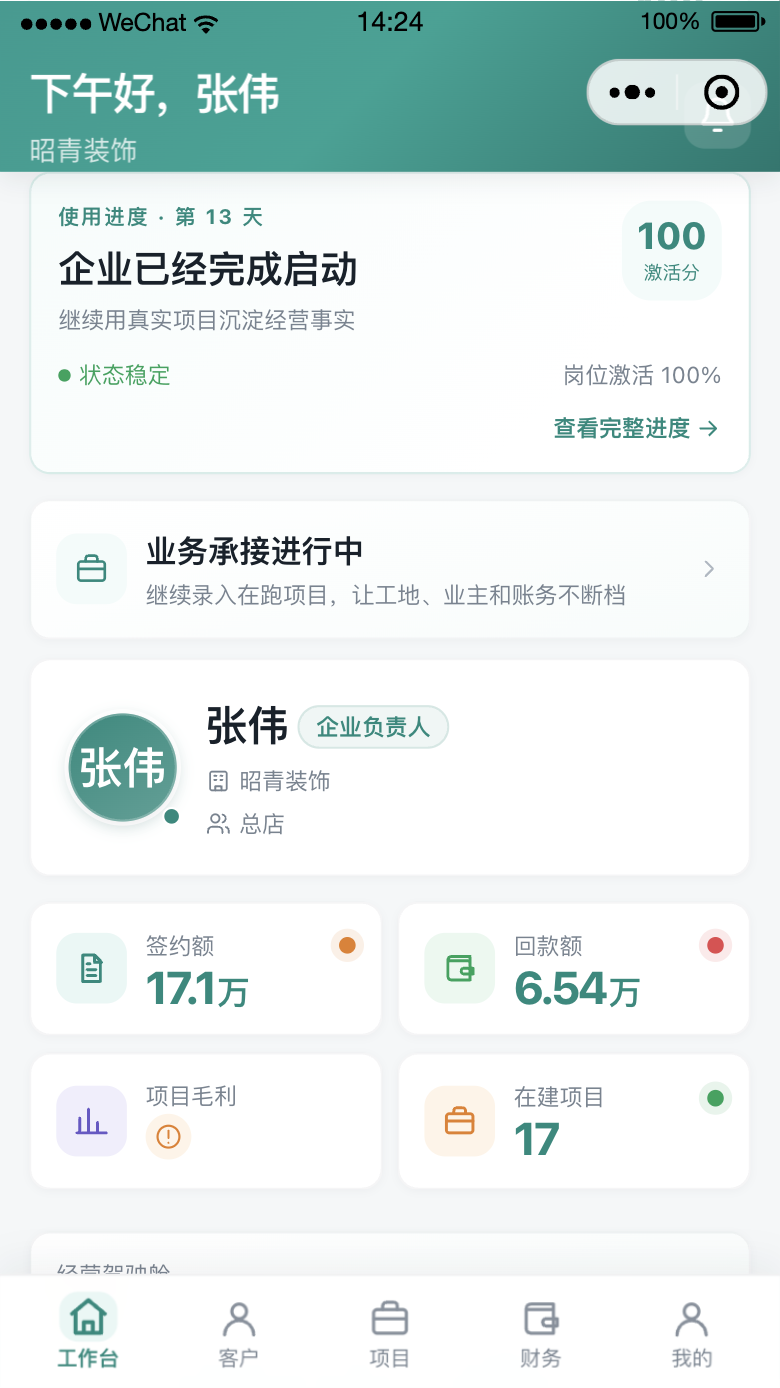 WeChat 14:24 100%
下午好，张伟
昭青装饰
使用进度 · 第 13 天
100
激活分
企业已经完成启动
继续用真实项目沉淀经营事实
状态稳定
岗位激活 100%
查看完整进度 →
业务承接进行中
继续录入在跑项目，让工地、业主和账务不断档
张伟
张伟 企业负责人
昭青装饰
总店
签约额
17.1万
回款额
6.54万
项目毛利
在建项目
17
经营驾驶舱
工作台
客户
项目
财务
我的